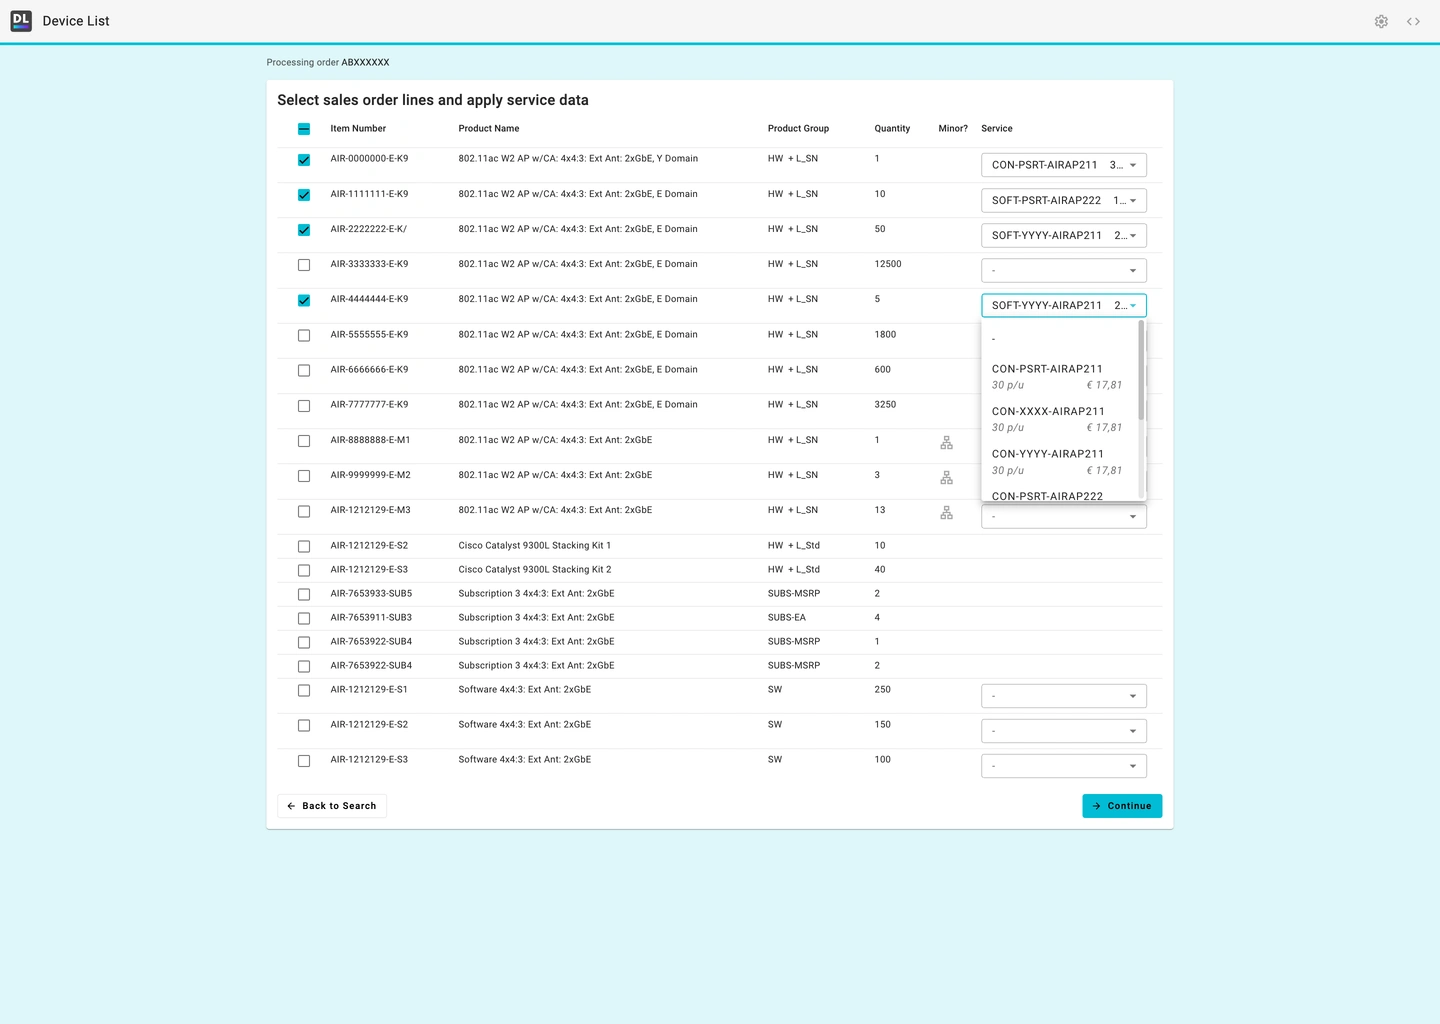 DL Device List
Processing order ABXXXXXX
Select sales order lines and apply service data
Item Number Product Name Product Group Quantity Minor? Service
AIR-0000000-E-K9 802.11ac W2 AP w/CA: 4x4:3: Ext Ant: 2xGbE, Y Domain HW + L_SN 1 CON-PSRT-AIRAP211 3...
AIR-1111111-E-K9 802.11ac W2 AP w/CA: 4x4:3: Ext Ant: 2xGbE, E Domain HW + L_SN 10 SOFT-PSRT-AIRAP222 1...
AIR-2222222-E-K/ 802.11ac W2 AP w/CA: 4x4:3: Ext Ant: 2xGbE, E Domain HW + L_SN 50 SOFT-YYYY-AIRAP211 2...
AIR-3333333-E-K9 802.11ac W2 AP w/CA: 4x4:3: Ext Ant: 2xGbE, E Domain HW + L_SN 12500 -
AIR-4444444-E-K9 802.11ac W2 AP w/CA: 4x4:3: Ext Ant: 2xGbE, E Domain HW + L_SN 5 SOFT-YYYY-AIRAP211 2...
AIR-5555555-E-K9 802.11ac W2 AP w/CA: 4x4:3: Ext Ant: 2xGbE, E Domain HW + L_SN 1800
AIR-6666666-E-K9 802.11ac W2 AP w/CA: 4x4:3: Ext Ant: 2xGbE, E Domain HW + L_SN 600
AIR-7777777-E-K9 802.11ac W2 AP w/CA: 4x4:3: Ext Ant: 2xGbE, E Domain HW + L_SN 3250
AIR-8888888-E-M1 802.11ac W2 AP w/CA: 4x4:3: Ext Ant: 2xGbE HW + L_SN 1
AIR-9999999-E-M2 802.11ac W2 AP w/CA: 4x4:3: Ext Ant: 2xGbE HW + L_SN 3
AIR-1212129-E-M3 802.11ac W2 AP w/CA: 4x4:3: Ext Ant: 2xGbE HW + L_SN 13 -
-
CON-PSRT-AIRAP211
30 p/u € 17,81
CON-XXXX-AIRAP211
30 p/u € 17,81
CON-YYYY-AIRAP211
30 p/u € 17,81
CON-PSRT-AIRAP222
AIR-1212129-E-S2 Cisco Catalyst 9300L Stacking Kit 1 HW + L_Std 10
AIR-1212129-E-S3 Cisco Catalyst 9300L Stacking Kit 2 HW + L_Std 40
AIR-7653933-SUB5 Subscription 3 4x4:3: Ext Ant: 2xGbE SUBS-MSRP 2
AIR-7653911-SUB3 Subscription 3 4x4:3: Ext Ant: 2xGbE SUBS-EA 4
AIR-7653922-SUB4 Subscription 3 4x4:3: Ext Ant: 2xGbE SUBS-MSRP 1
AIR-7653922-SUB4 Subscription 3 4x4:3: Ext Ant: 2xGbE SUBS-MSRP 2
AIR-1212129-E-S1 Software 4x4:3: Ext Ant: 2xGbE SW 250 -
AIR-1212129-E-S2 Software 4x4:3: Ext Ant: 2xGbE SW 150 -
AIR-1212129-E-S3 Software 4x4:3: Ext Ant: 2xGbE SW 100 -
Back to Search Continue